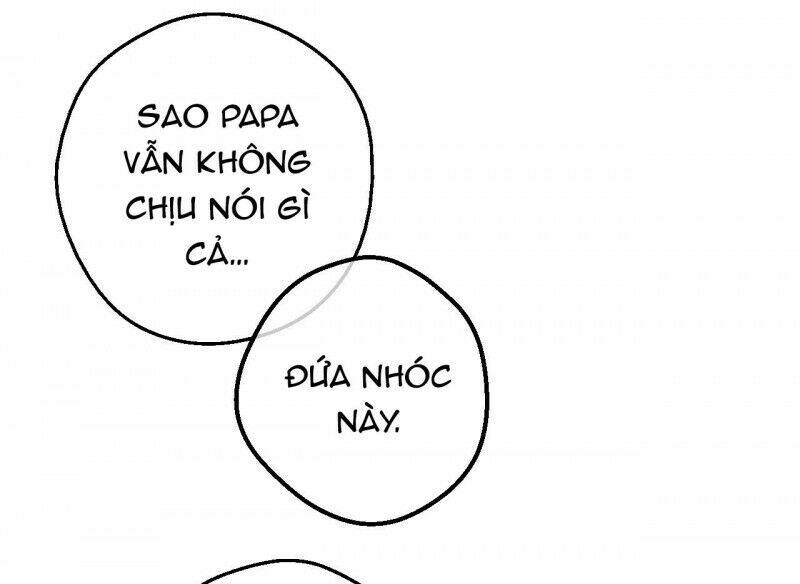 SAO PAPA
VẪN KHÔNG
CHỊU NÓI GÌ
CẢ...
ĐỨA NHÓC
NÀY.